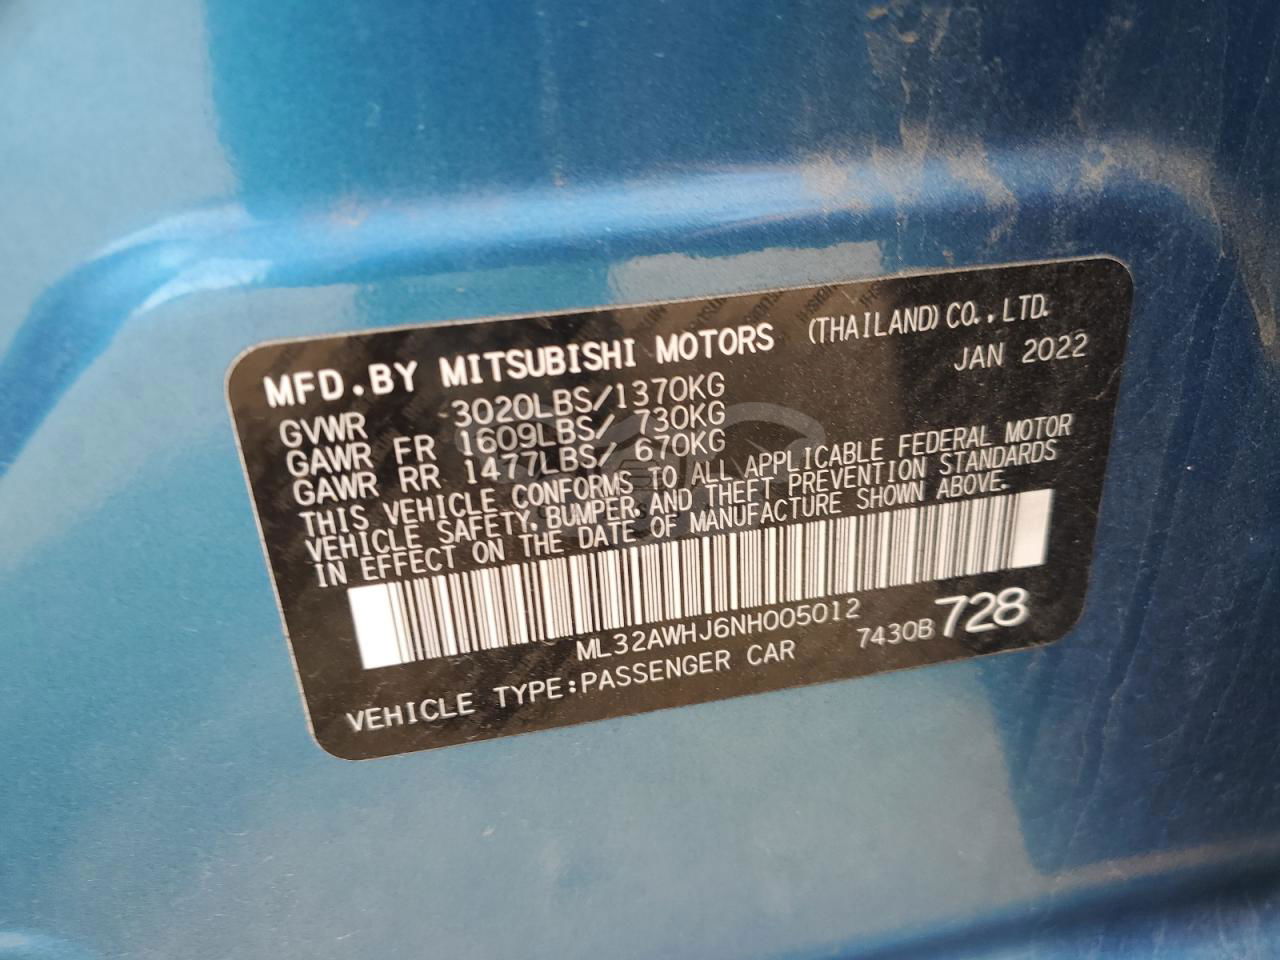 MFD.BY MITSUBISHI MOTORS (THAILAND) CO.,LTD.
JAN 2022
GVWR 3020LBS/1370KG
GAWR FR 1609LBS/ 730KG
GAWR RR 1477LBS/ 670KG
THIS VEHICLE CONFORMS TO ALL APPLICABLE FEDERAL MOTOR
VEHICLE SAFETY, BUMPER, AND THEFT PREVENTION STANDARDS
IN EFFECT ON THE DATE OF MANUFACTURE SHOWN ABOVE.
ML32AWHJ6NH005012
7430B 728
VEHICLE TYPE:PASSENGER CAR